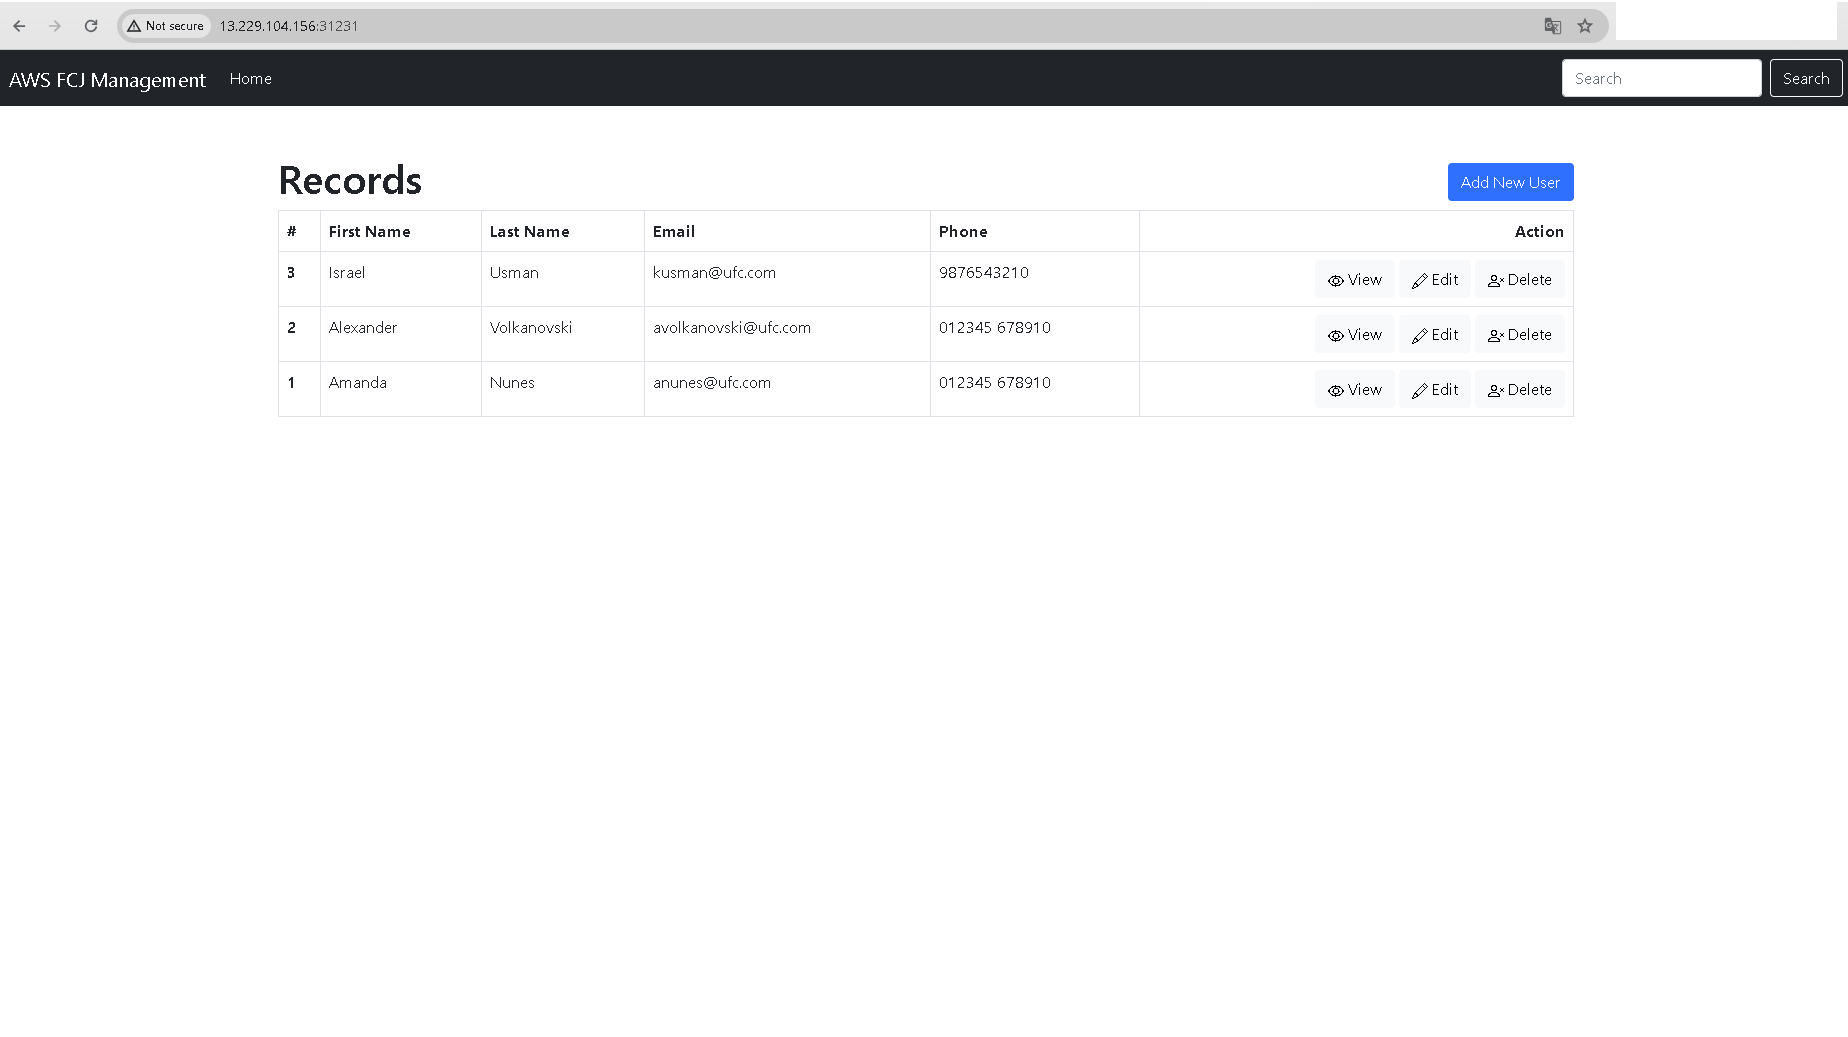 Not secure 13.229.104.156:31231
AWS FCJ Management Home Search Search
Records Add New User
# First Name Last Name Email Phone Action
3 Israel Usman kusman@ufc.com 9876543210 View Edit Delete
2 Alexander Volkanovski avolkanovski@ufc.com 012345 678910 View Edit Delete
1 Amanda Nunes anunes@ufc.com 012345 678910 View Edit Delete